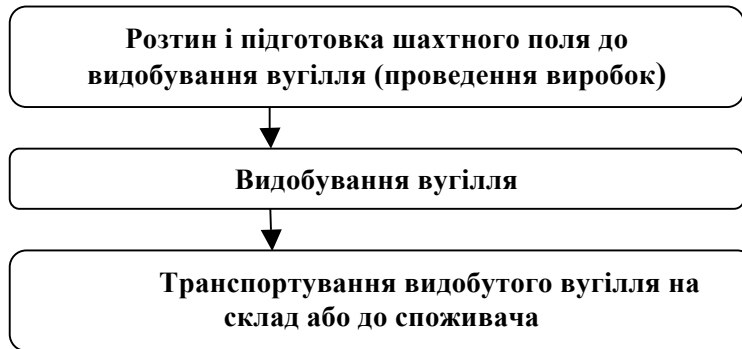 Розтин і підготовка шахтного поля до
видобування вугілля (проведення виробок)
Видобування вугілля
Транспортування видобутого вугілля на
склад або до споживача